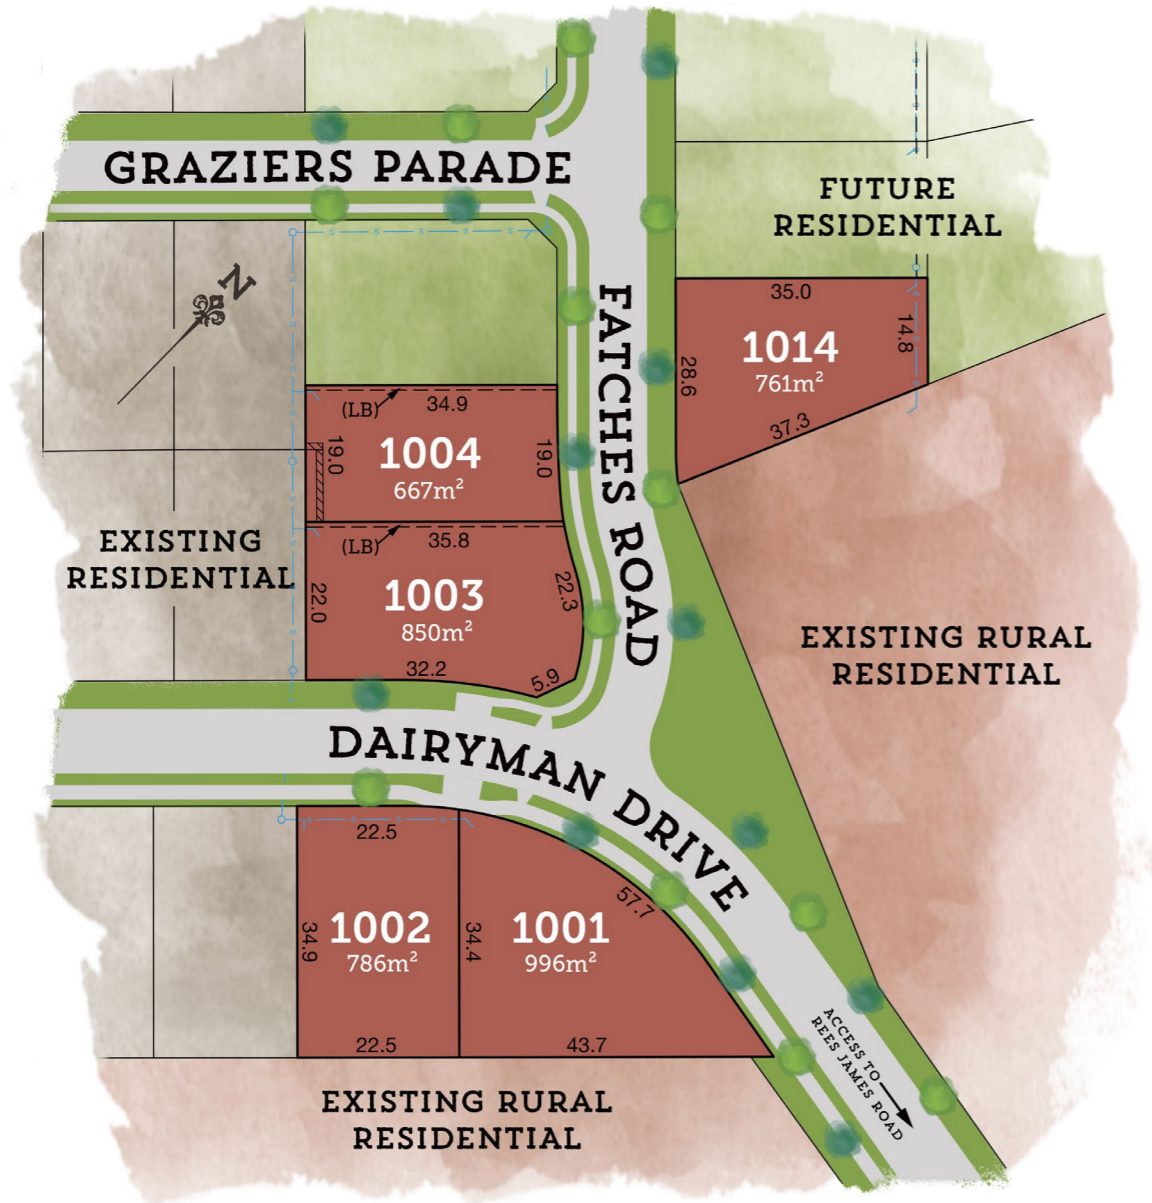 GRAZIERS PARADE
FUTURE
RESIDENTIAL
N
FATCHES ROAD
35.0
14.8
1014
761m²
28.6
37.3
(LB)
34.9
19.0
1004
667m²
19.0
EXISTING
RESIDENTIAL
(LB)
35.8
22.0
1003
850m²
22.3
32.2
5.9
EXISTING RURAL
RESIDENTIAL
DAIRYMAN DRIVE
22.5
34.9
1002
786m²
34.4
1001
996m²
57.7
22.5
43.7
ACCESS TO
REES JAMES ROAD
EXISTING RURAL
RESIDENTIAL